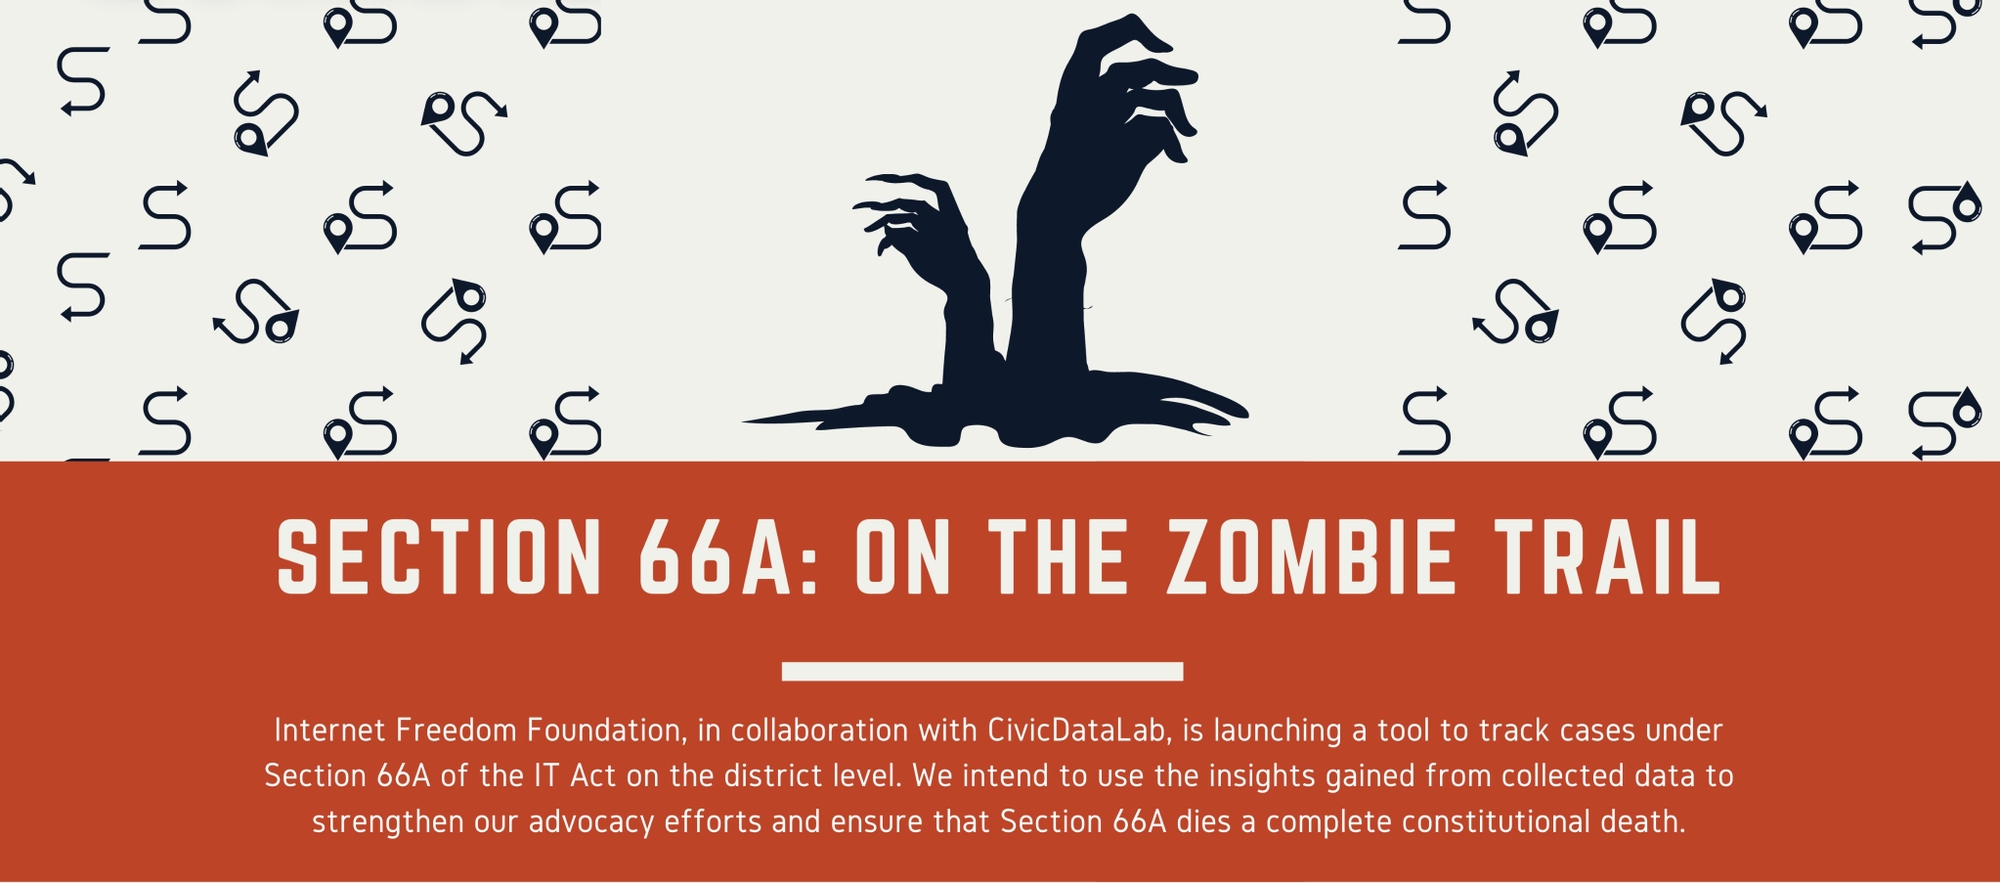 SECTION 66A: ON THE ZOMBIE TRAIL
Internet Freedom Foundation, in collaboration with CivicDataLab, is launching a tool to track cases under
Section 66A of the IT Act on the district level. We intend to use the insights gained from collected data to
strengthen our advocacy efforts and ensure that Section 66A dies a complete constitutional death.